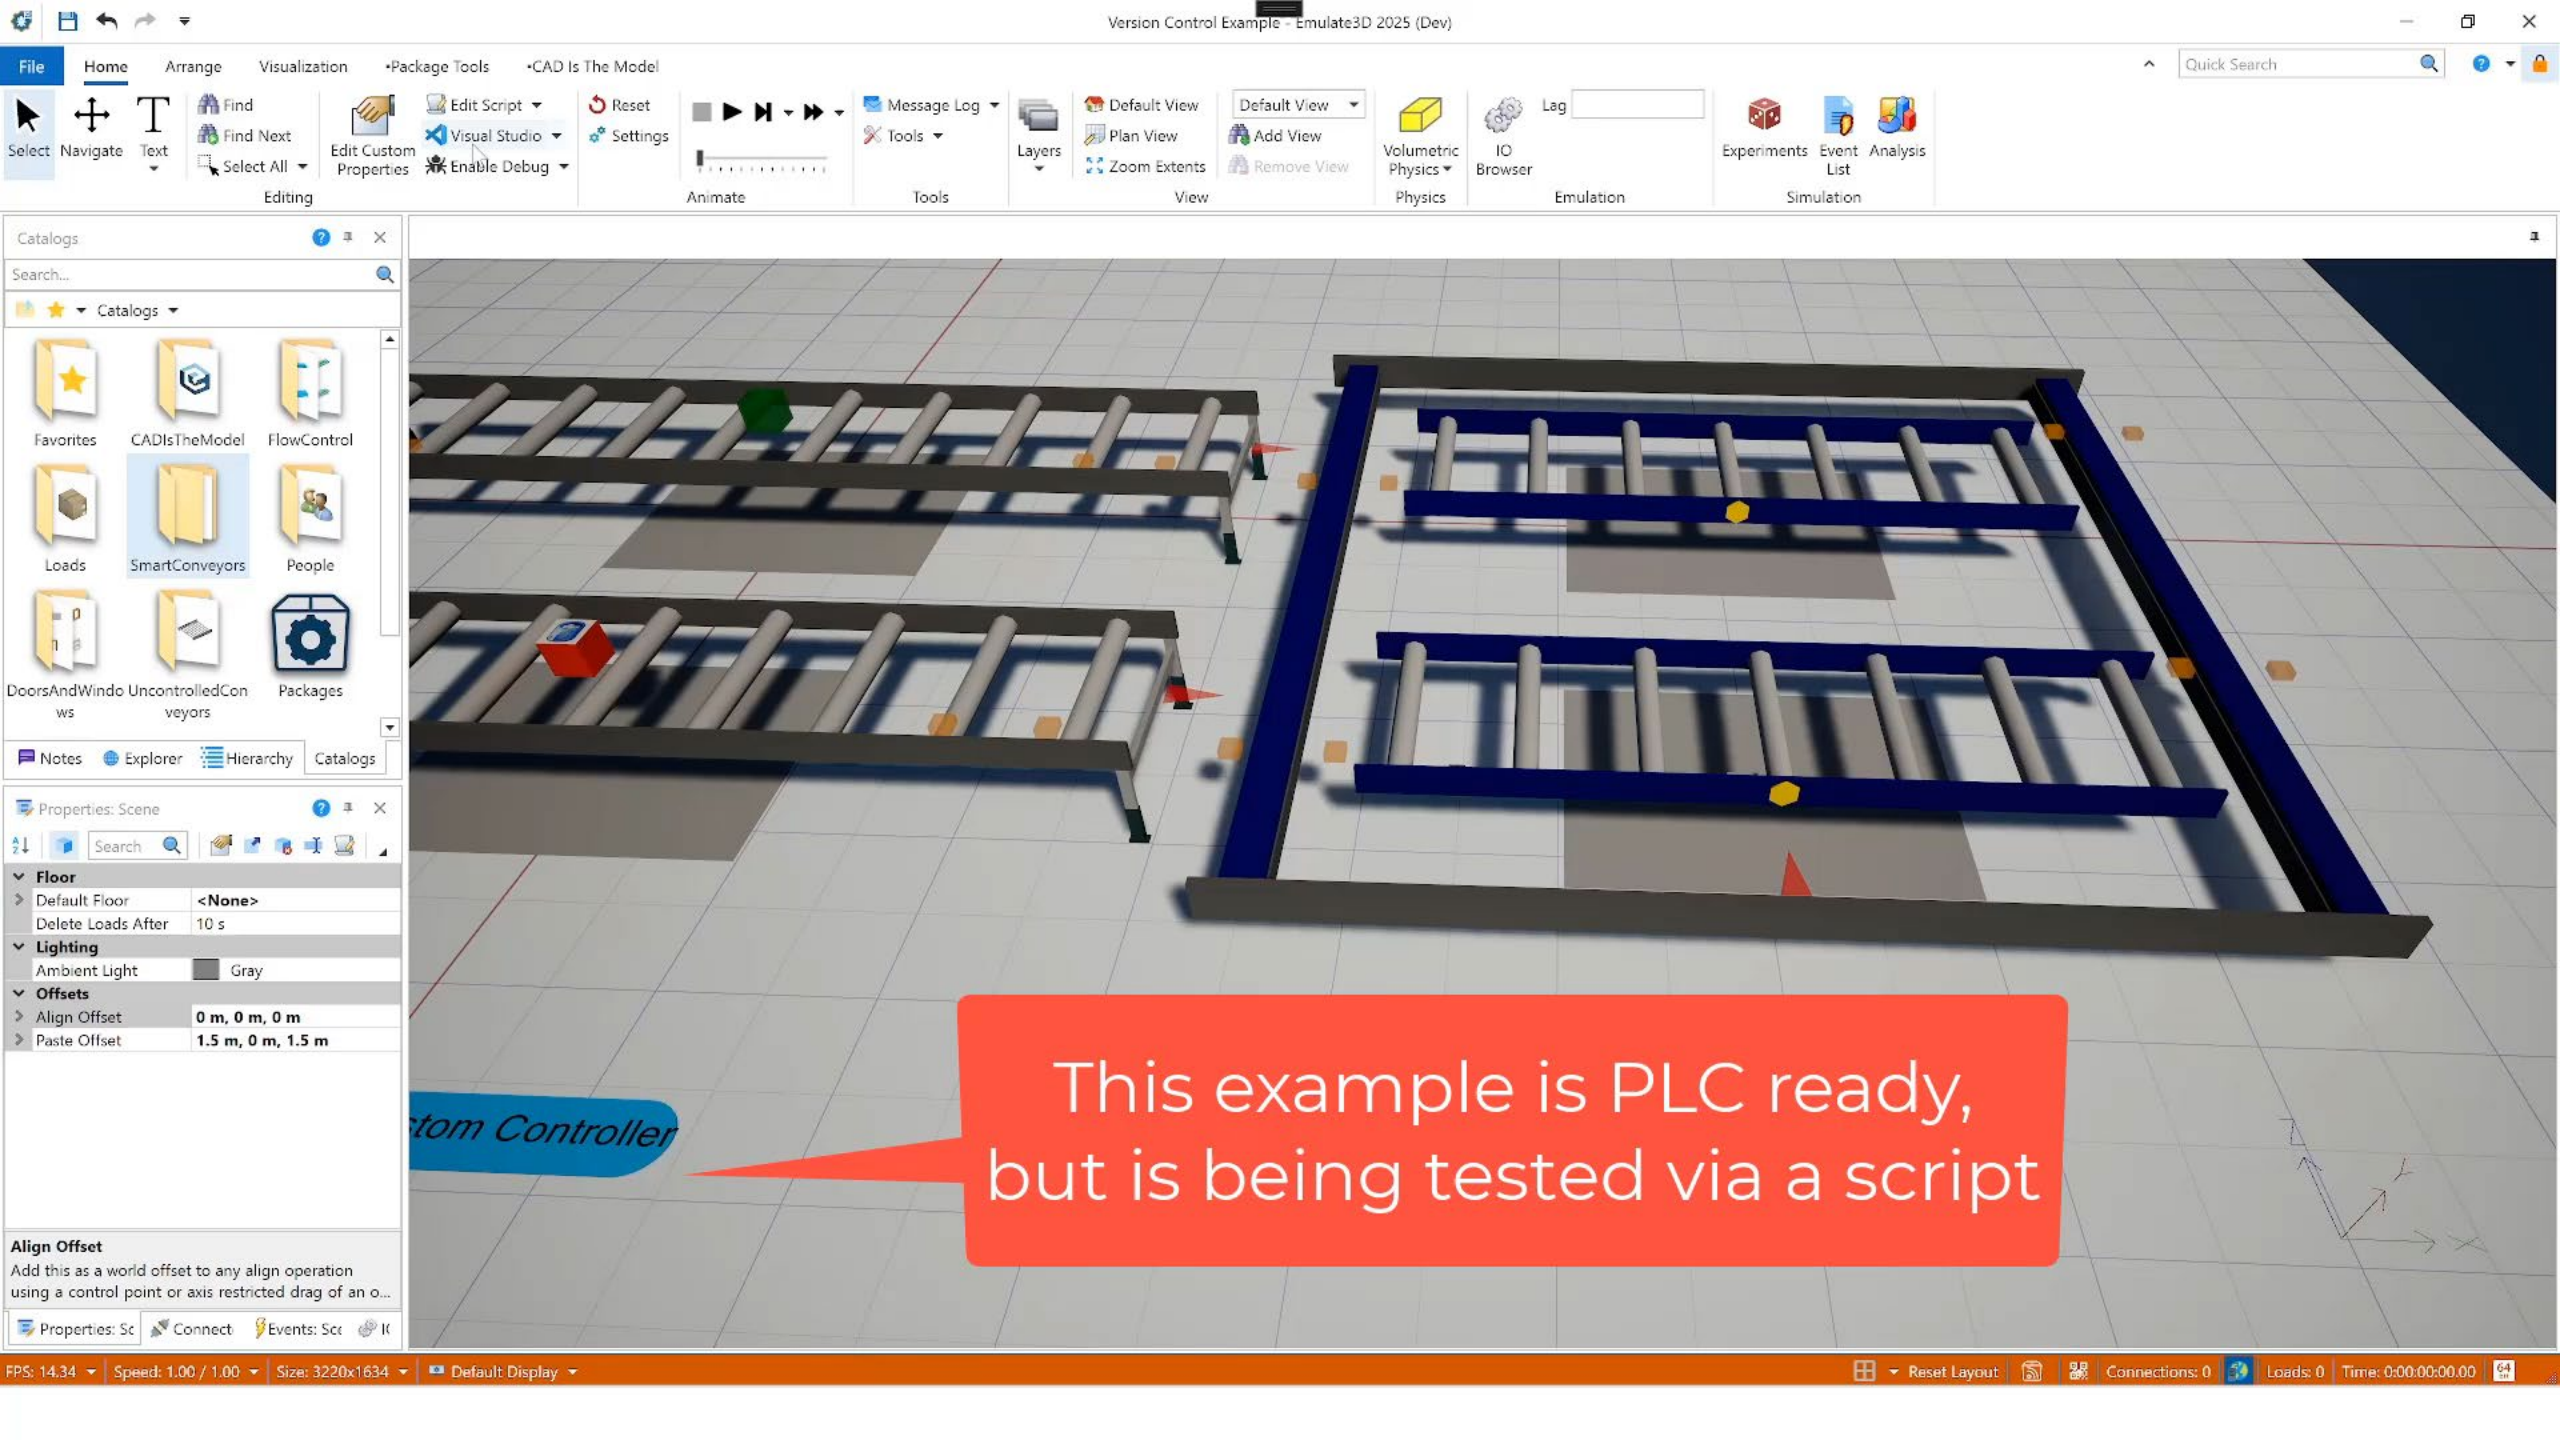 Version Control Example - Emulate3D 2025 (Dev)
File
Home
Arrange
Visualization
•Package Tools
•CAD Is The Model
Quick Search
Select
Navigate
Text
Find
Find Next
Select All
Edit Custom
Properties
Edit Script
Visual Studio
Enable Debug
Editing
Reset
Settings
Animate
Message Log
Tools
Tools
Layers
Default View
Plan View
Zoom Extents
Default View
Add View
Remove View
View
Volumetric
Physics
Physics
IO
Browser
Lag
Emulation
Experiments
Event
List
Analysis
Simulation
Catalogs
Search...
Catalogs
Favorites
CADIsTheModel
FlowControl
Loads
SmartConveyors
People
DoorsAndWindo
ws
UncontrolledCon
veyors
Packages
Notes
Explorer
Hierarchy
Catalogs
Properties: Scene
Search
Floor
Default Floor <None>
Delete Loads After 10 s
Lighting
Ambient Light Gray
Offsets
Align Offset 0 m, 0 m, 0 m
Paste Offset 1.5 m, 0 m, 1.5 m
Align Offset
Add this as a world offset to any align operation
using a control point or axis restricted drag of an o...
Properties: Sc
Connect
Events: Sce
stom Controller
This example is PLC ready,
but is being tested via a script
Z
Y
X
FPS: 14.34
Speed: 1.00 / 1.00
Size: 3220x1634
Default Display
Reset Layout
Connections: 0
Loads: 0
Time: 0:00:00:00.00
64